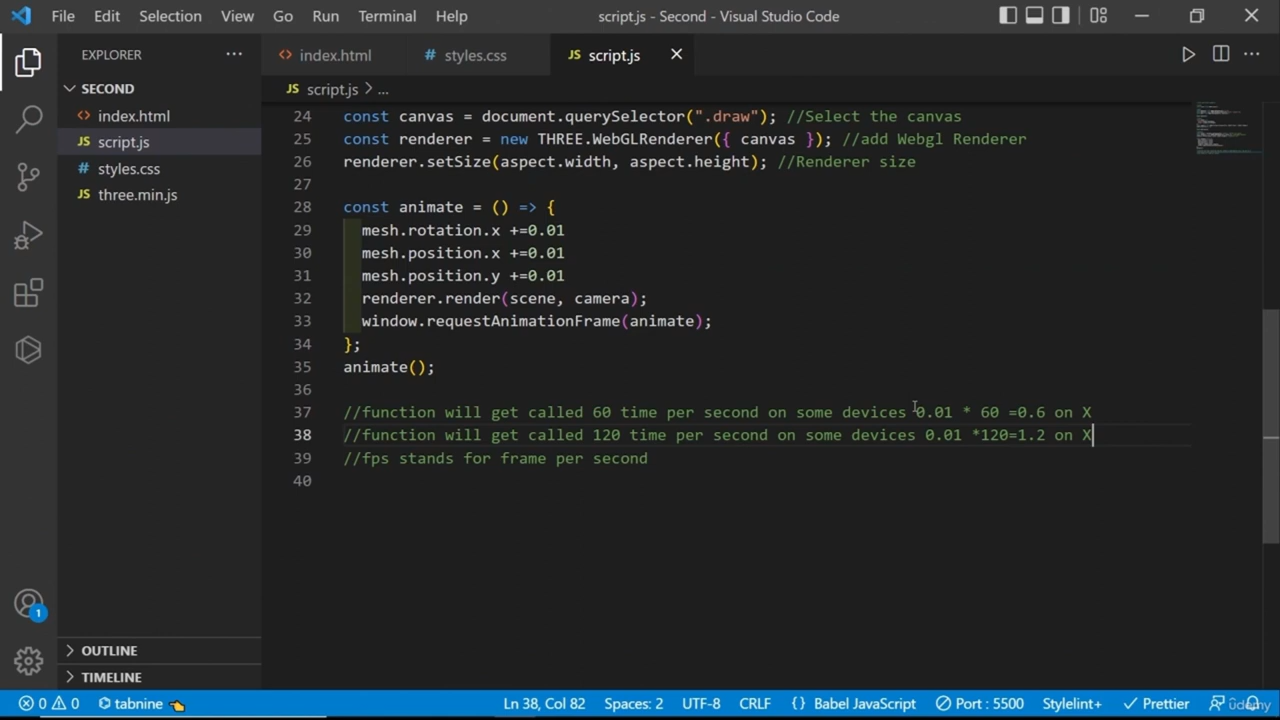 File Edit Selection View Go Run Terminal Help script.js - Second - Visual Studio Code
EXPLORER
SECOND
index.html
script.js
styles.css
three.min.js
OUTLINE
TIMELINE
index.html styles.css script.js
script.js > ...
24 const canvas = document.querySelector(".draw"); //Select the canvas
25 const renderer = new THREE.WebGLRenderer({ canvas }); //add Webgl Renderer
26 renderer.setSize(aspect.width, aspect.height); //Renderer size
27
28 const animate = () => {
29 mesh.rotation.x +=0.01
30 mesh.position.x +=0.01
31 mesh.position.y +=0.01
32 renderer.render(scene, camera);
33 window.requestAnimationFrame(animate);
34 };
35 animate();
36
37 //function will get called 60 time per second on some devices 0.01 * 60 =0.6 on X
38 //function will get called 120 time per second on some devices 0.01 *120=1.2 on X
39 //fps stands for frame per second
40
1
0 0 tabnine Ln 38, Col 82 Spaces: 2 UTF-8 CRLF {} Babel JavaScript Port : 5500 Stylelint+ Prettier
udemy